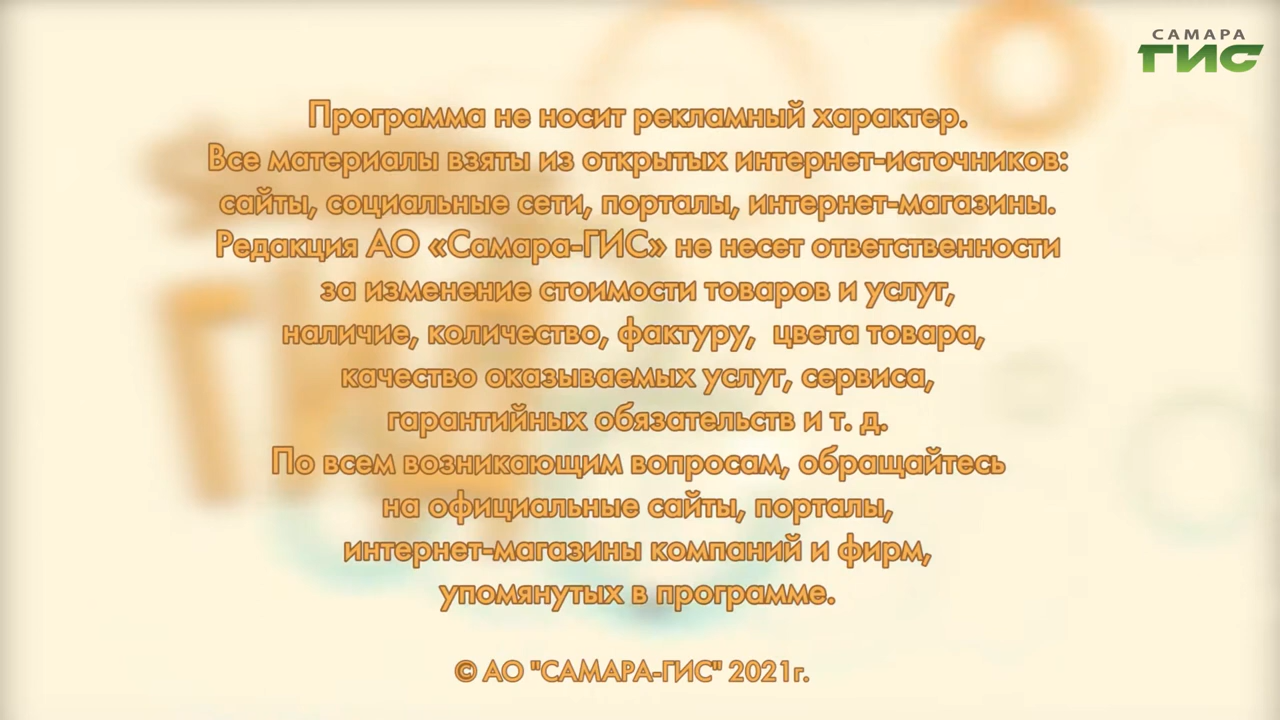 САМАРА
ГИС
Программа не носит рекламный характер.
Все материалы взяты из открытых интернет-источников:
сайты, социальные сети, порталы, интернет-магазины.
Редакция АО «Самара-ГИС» не несет ответственности
за изменение стоимости товаров и услуг,
наличие, количество, фактуру, цвета товара,
качество оказываемых услуг, сервиса,
гарантийных обязательств и т. д.
По всем возникающим вопросам, обращайтесь
на официальные сайты, порталы,
интернет-магазины компаний и фирм,
упомянутых в программе.
© АО "САМАРА-ГИС" 2021г.